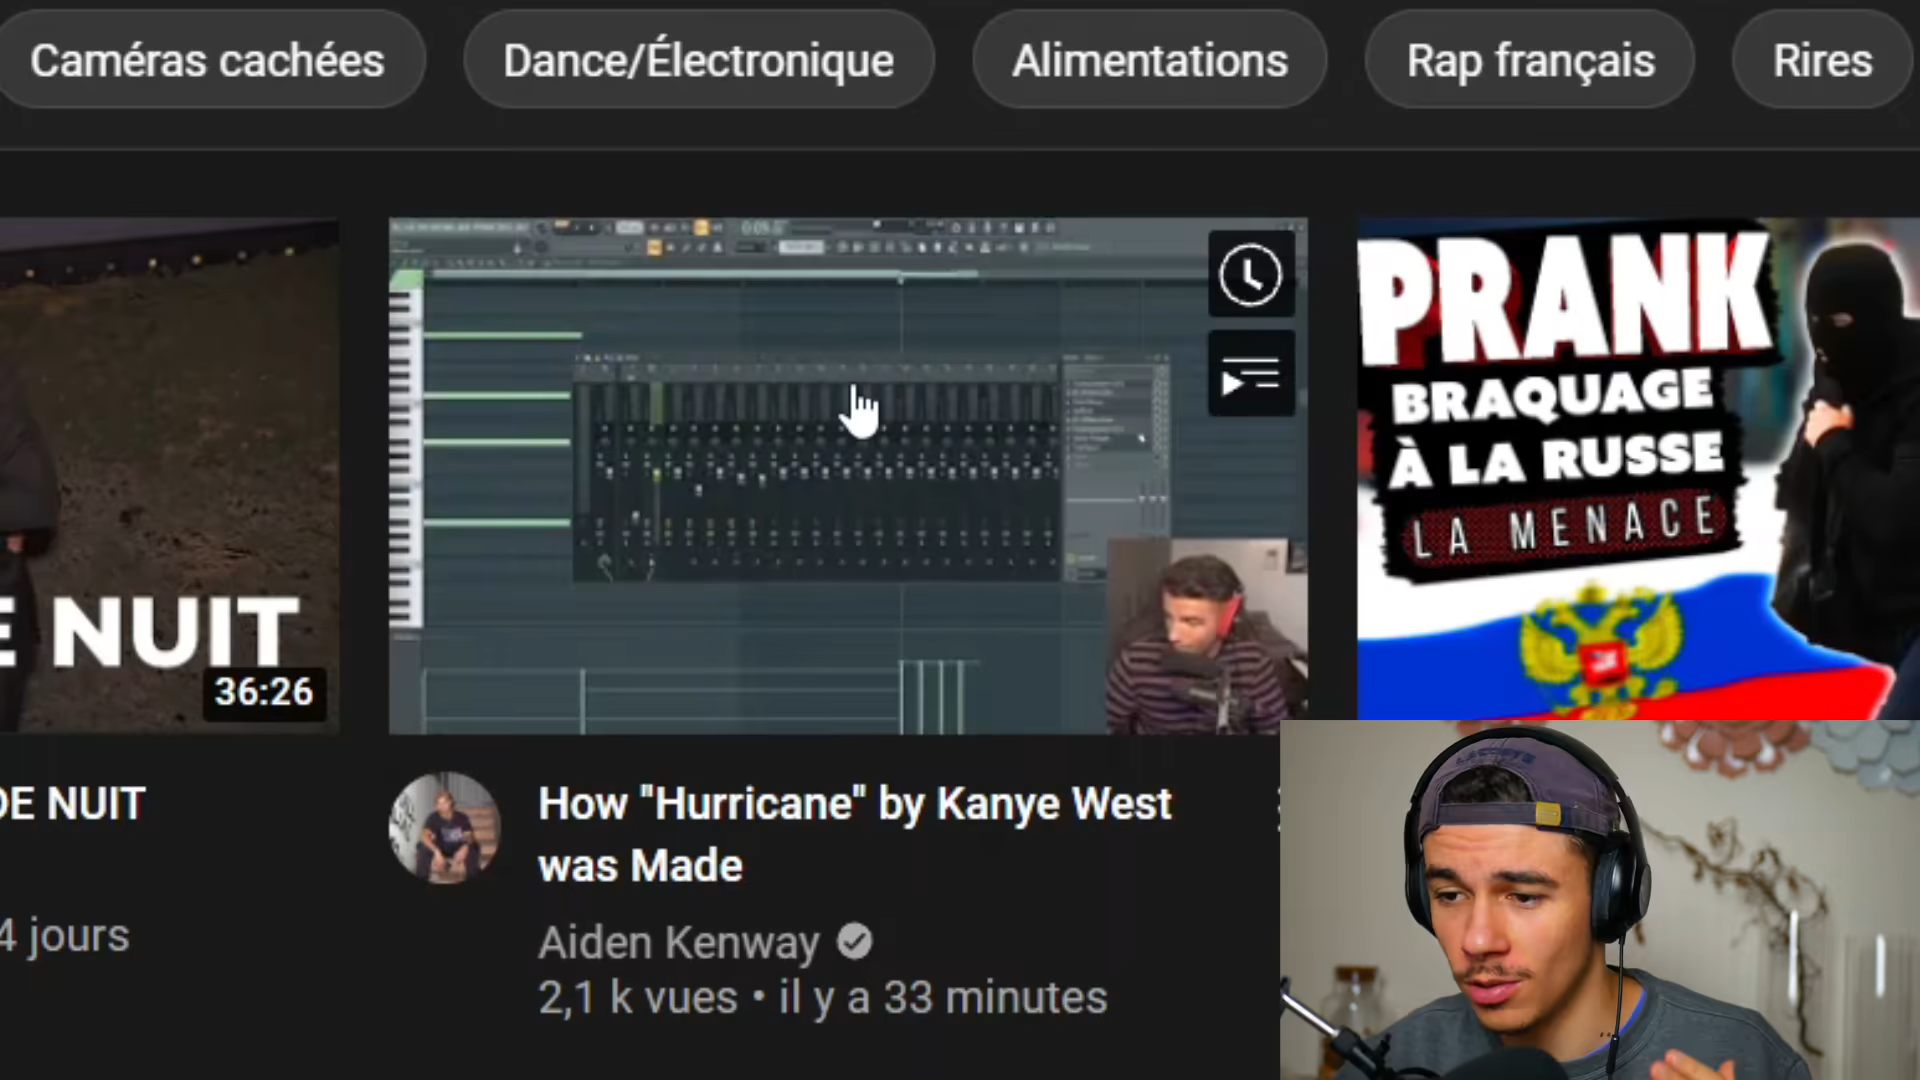 Caméras cachées
Dance/Électronique
Alimentations
Rap français
Rires
E NUIT
36:26
PRANK
BRAQUAGE
À LA RUSSE
LA MENACE
DE NUIT
4 jours
How "Hurricane" by Kanye West
was Made
Aiden Kenway
2,1 k vues • il y a 33 minutes